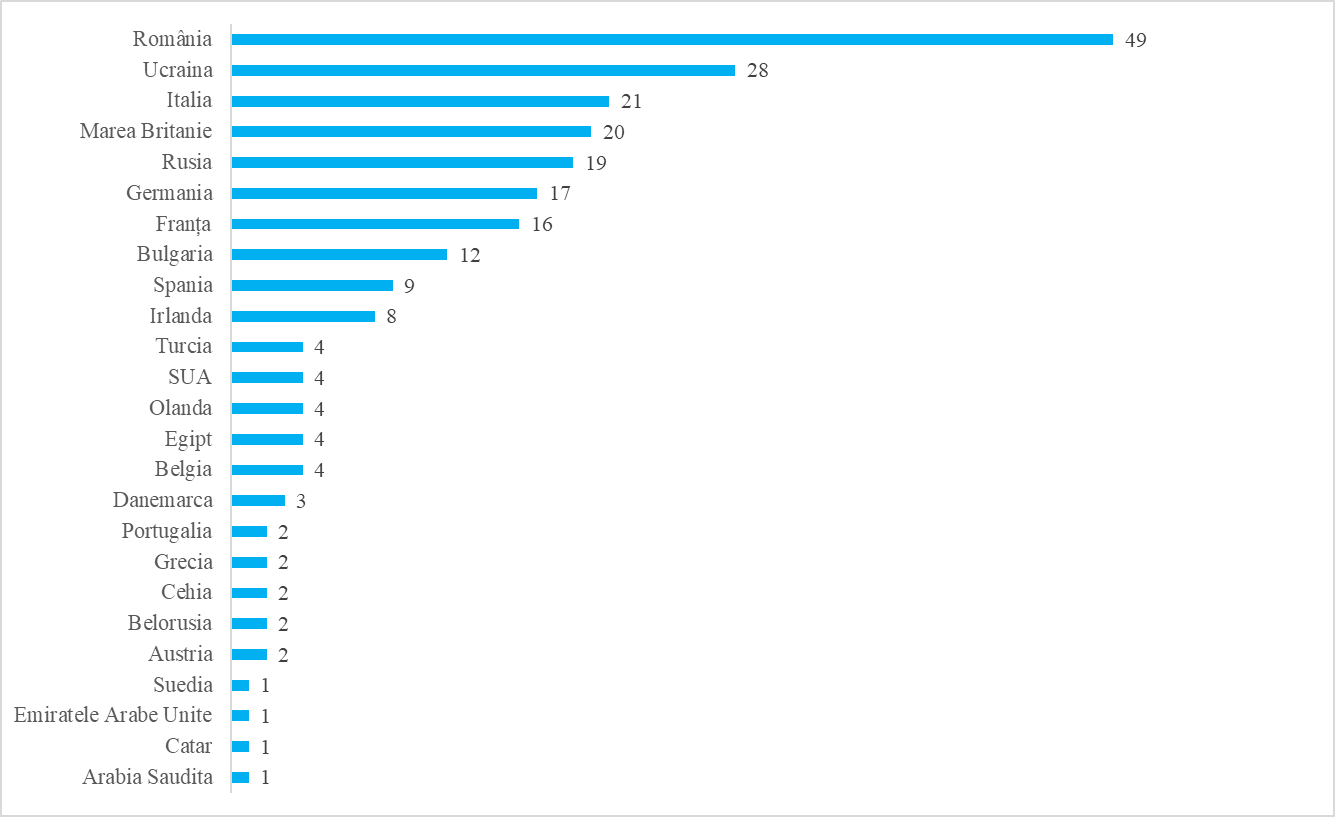 România 49
Ucraina 28
Italia 21
Marea Britanie 20
Rusia 19
Germania 17
Franța 16
Bulgaria 12
Spania 9
Irlanda 8
Turcia 4
SUA 4
Olanda 4
Egipt 4
Belgia 4
Danemarca 3
Portugalia 2
Grecia 2
Cehia 2
Belorusia 2
Austria 2
Suedia 1
Emiratele Arabe Unite 1
Catar 1
Arabia Saudita 1